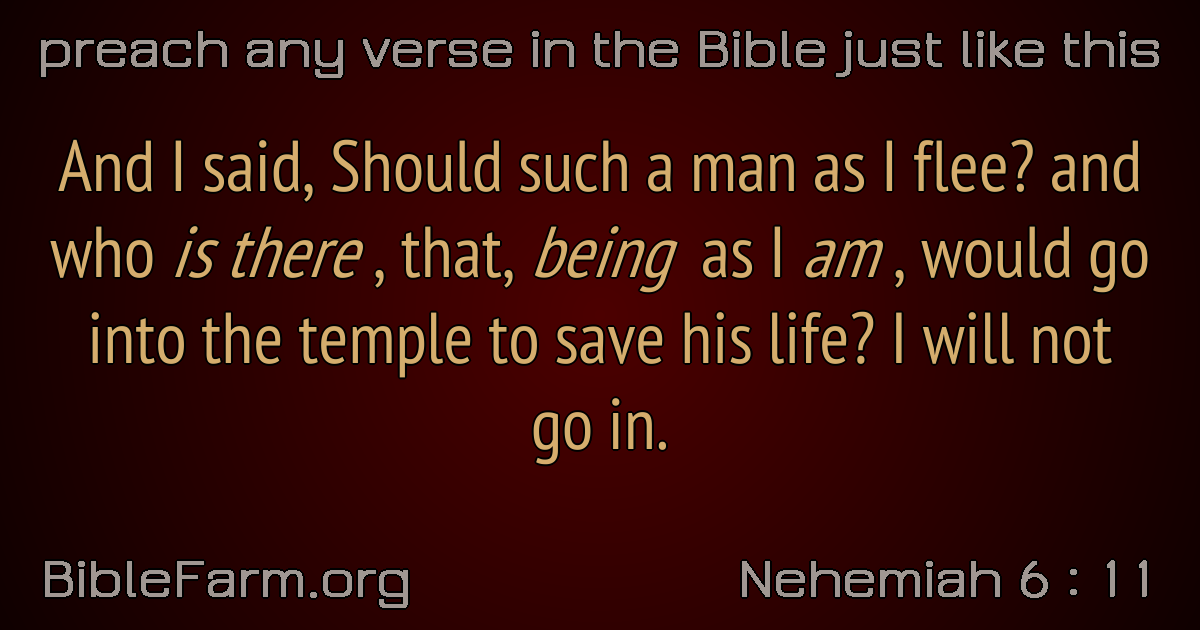 preach any verse in the Bible just like this
And I said, Should such a man as I flee? and
who is there , that, being as I am , would go
into the temple to save his life? I will not
go in.
BibleFarm.org
Nehemiah 6 : 11